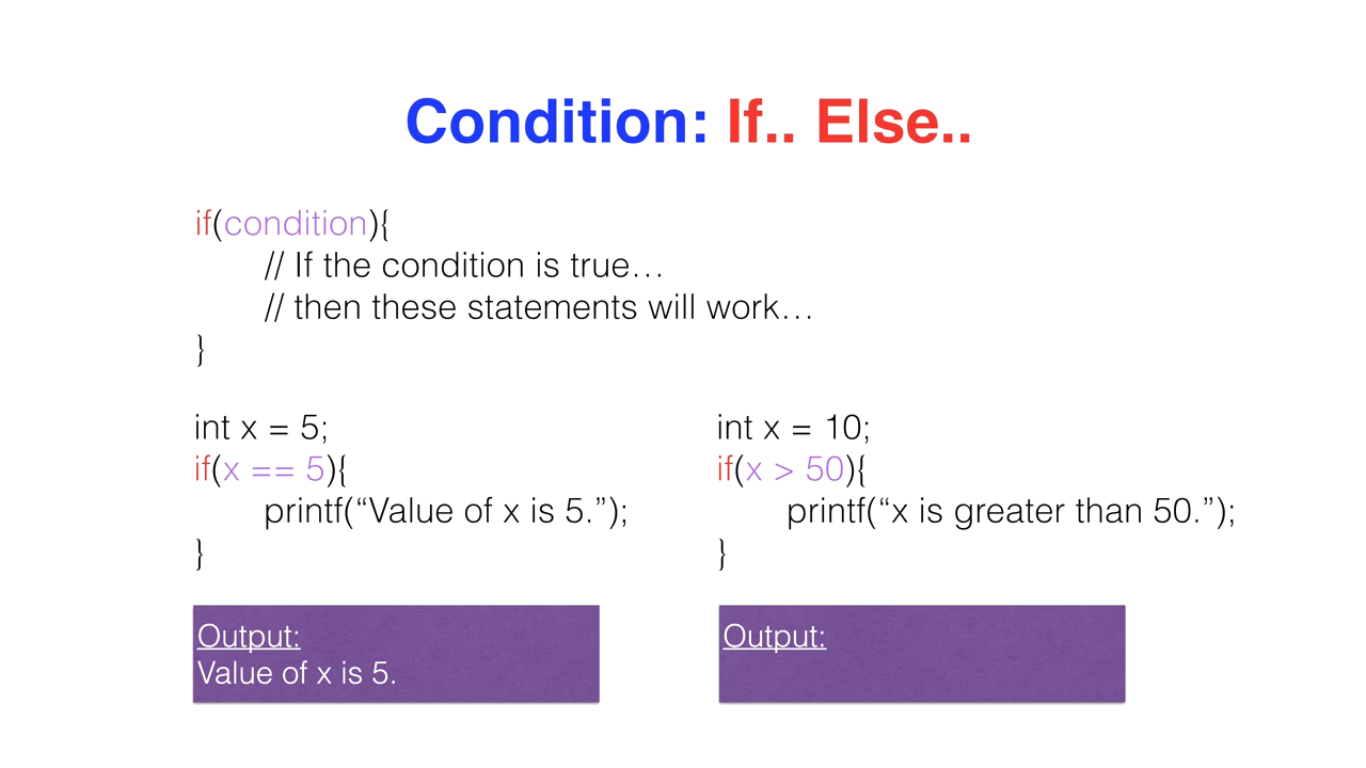 Condition: If.. Else..
if(condition){
// If the condition is true…
// then these statements will work…
}
int x = 5;
if(x == 5){
printf(“Value of x is 5.”);
}
Output:
Value of x is 5.
int x = 10;
if(x > 50){
printf(“x is greater than 50.”);
}
Output: